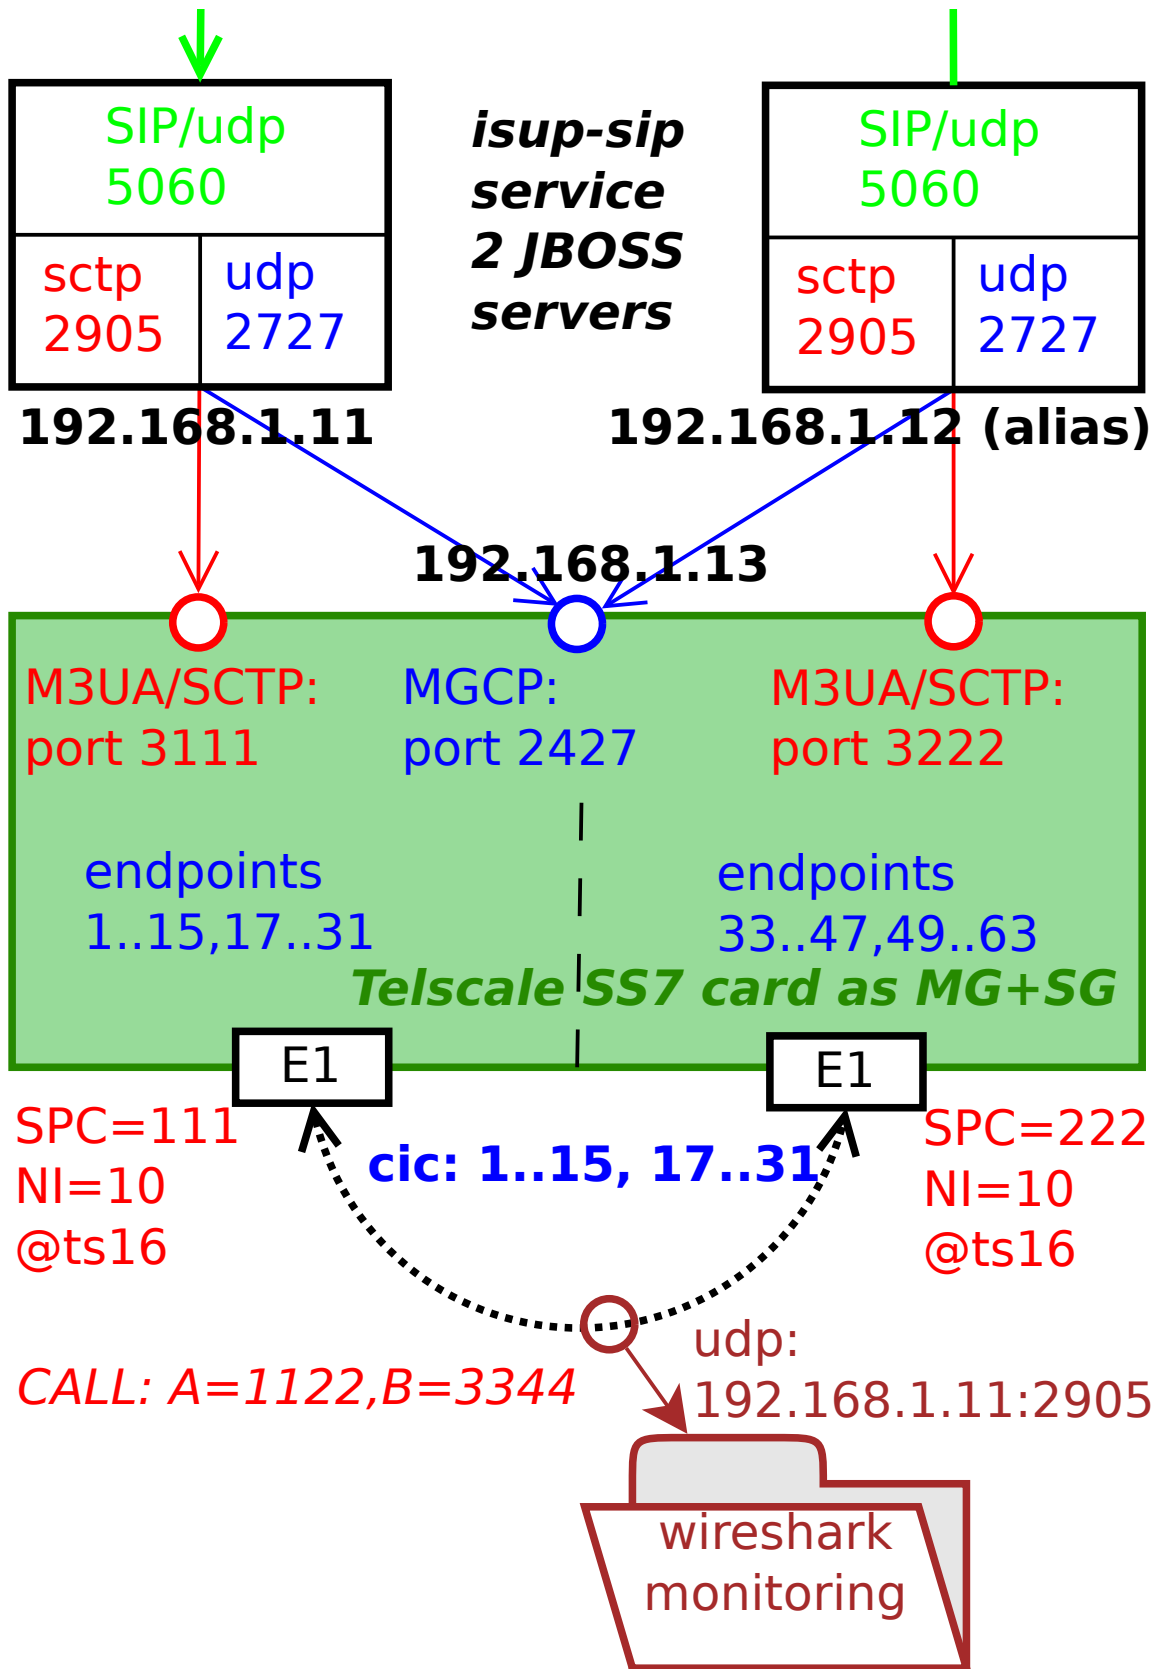 SIP/udp
5060
sctp
2905
udp
2727
192.168.1.11
isup-sip
service
2 JBOSS
servers
SIP/udp
5060
sctp
2905
udp
2727
192.168.1.12 (alias)
192.168.1.13
M3UA/SCTP:
port 3111
MGCP:
port 2427
M3UA/SCTP:
port 3222
endpoints
1..15,17..31
endpoints
33..47,49..63
Telscale SS7 card as MG+SG
E1
E1
SPC=111
NI=10
@ts16
cic: 1..15, 17..31
SPC=222
NI=10
@ts16
CALL: A=1122,B=3344
udp:
192.168.1.11:2905
wireshark
monitoring